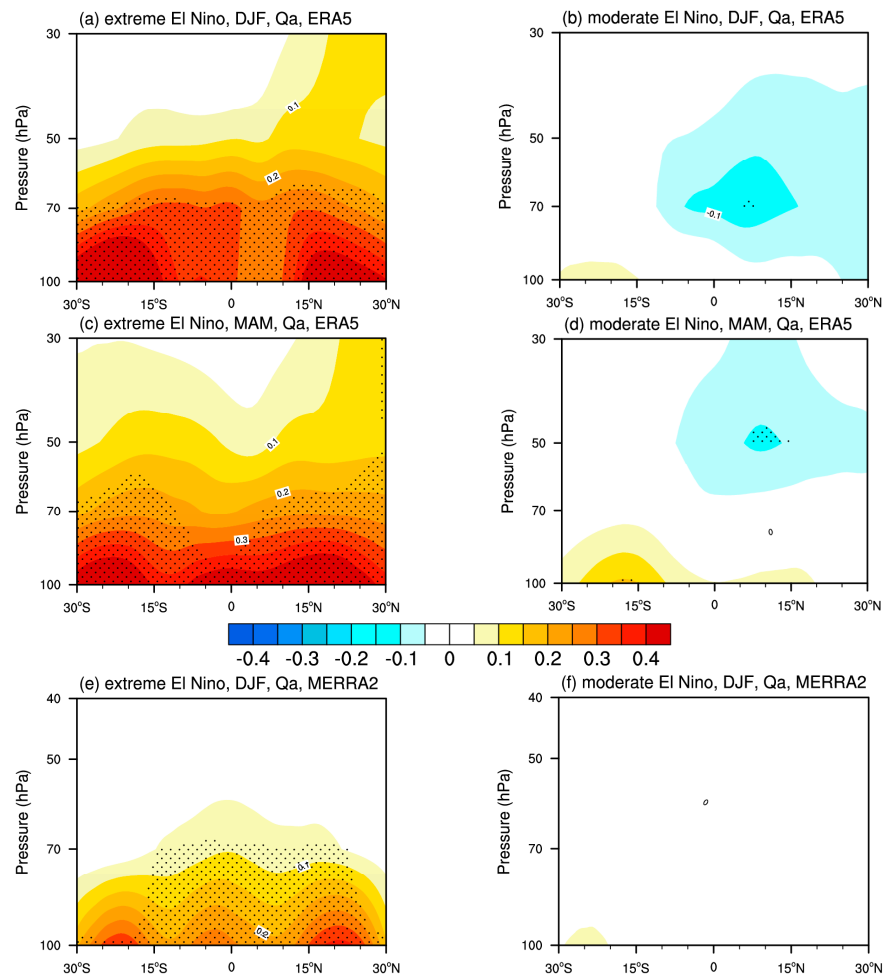 (a) extreme El Nino, DJF, Qa, ERA5
30
50
70
100
Pressure (hPa)
0.1
0.2
30°S 15°S 0 15°N 30°N
(b) moderate El Nino, DJF, Qa, ERA5
30
50
70
100
Pressure (hPa)
-0.1
30°S 15°S 0 15°N 30°N
(c) extreme El Nino, MAM, Qa, ERA5
30
50
70
100
Pressure (hPa)
0.1
0.2
0.3
30°S 15°S 0 15°N 30°N
(d) moderate El Nino, MAM, Qa, ERA5
30
50
70
100
Pressure (hPa)
0
30°S 15°S 0 15°N 30°N
-0.4 -0.3 -0.2 -0.1 0 0.1 0.2 0.3 0.4
(e) extreme El Nino, DJF, Qa, MERRA2
40
50
70
100
Pressure (hPa)
0.1
0.2
30°S 15°S 0 15°N 30°N
(f) moderate El Nino, DJF, Qa, MERRA2
40
50
70
100
Pressure (hPa)
0
30°S 15°S 0 15°N 30°N